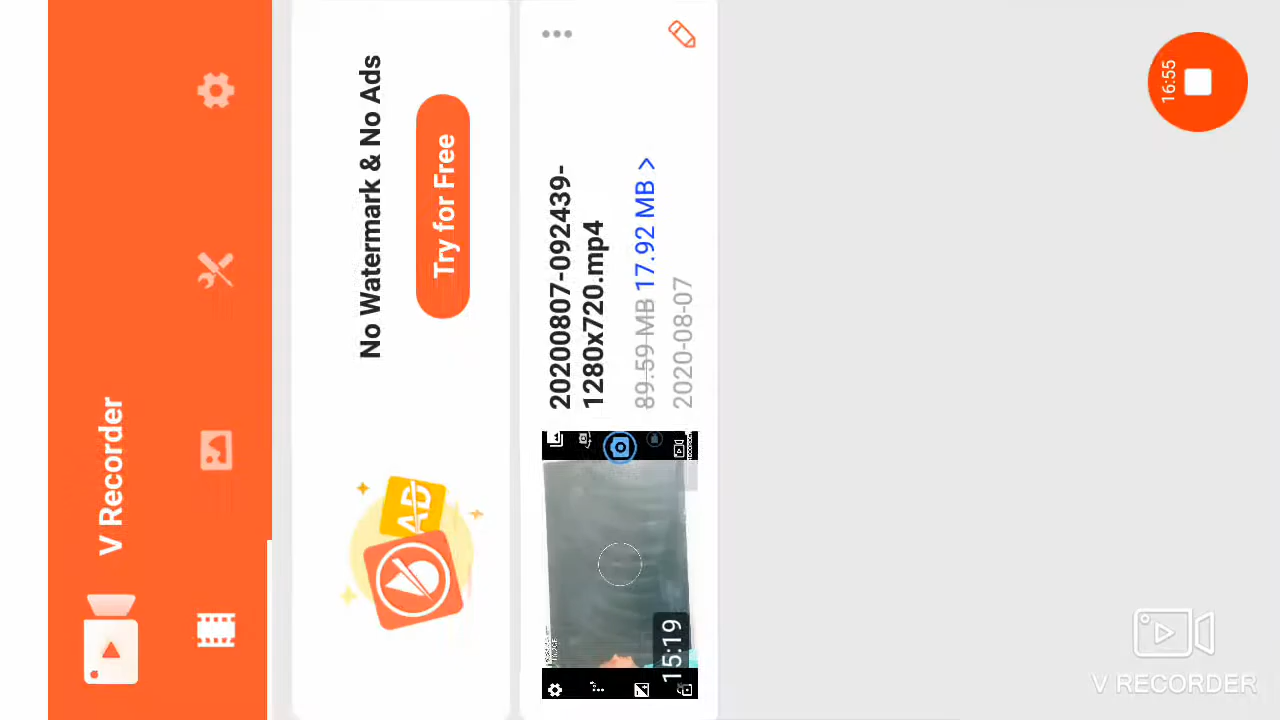 V Recorder
No Watermark & No Ads
Try for Free
AD
20200807-092439-
1280x720.mp4
89.59 MB 17.92 MB >
2020-08-07
15:19
16:55
V RECORDER